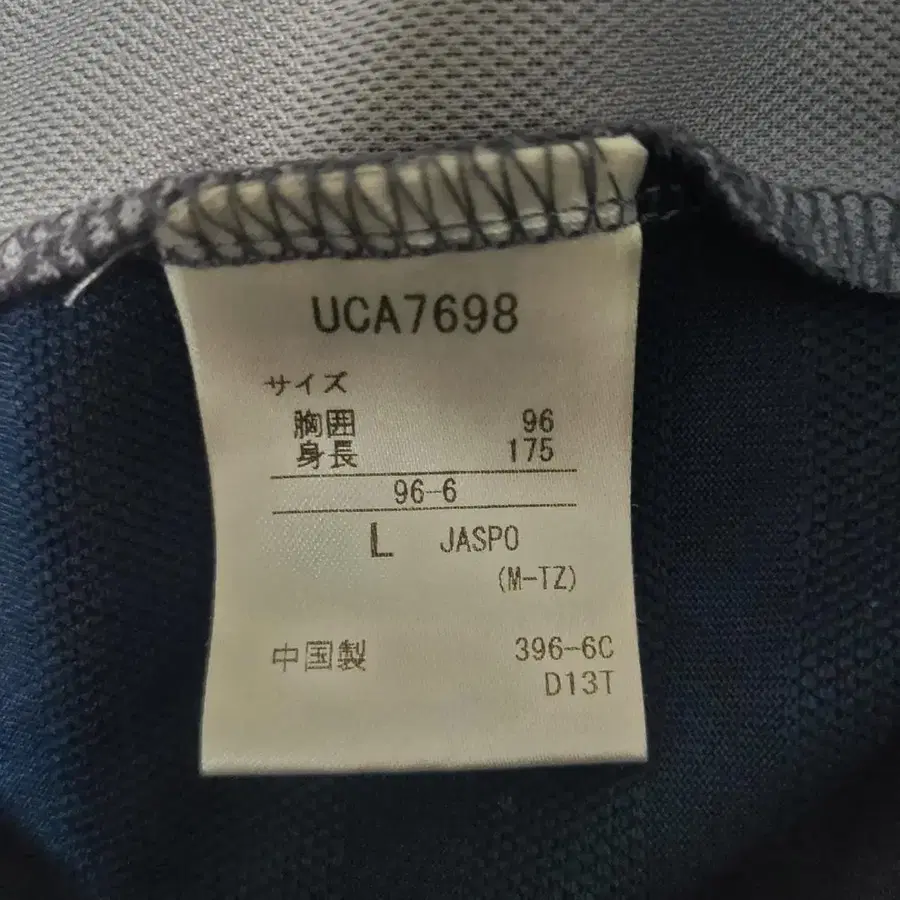 UCA7698
サイズ
胸囲 96
身長 175
96-6
L JASPO
(M-TZ)
中国製 396-6C
D13T